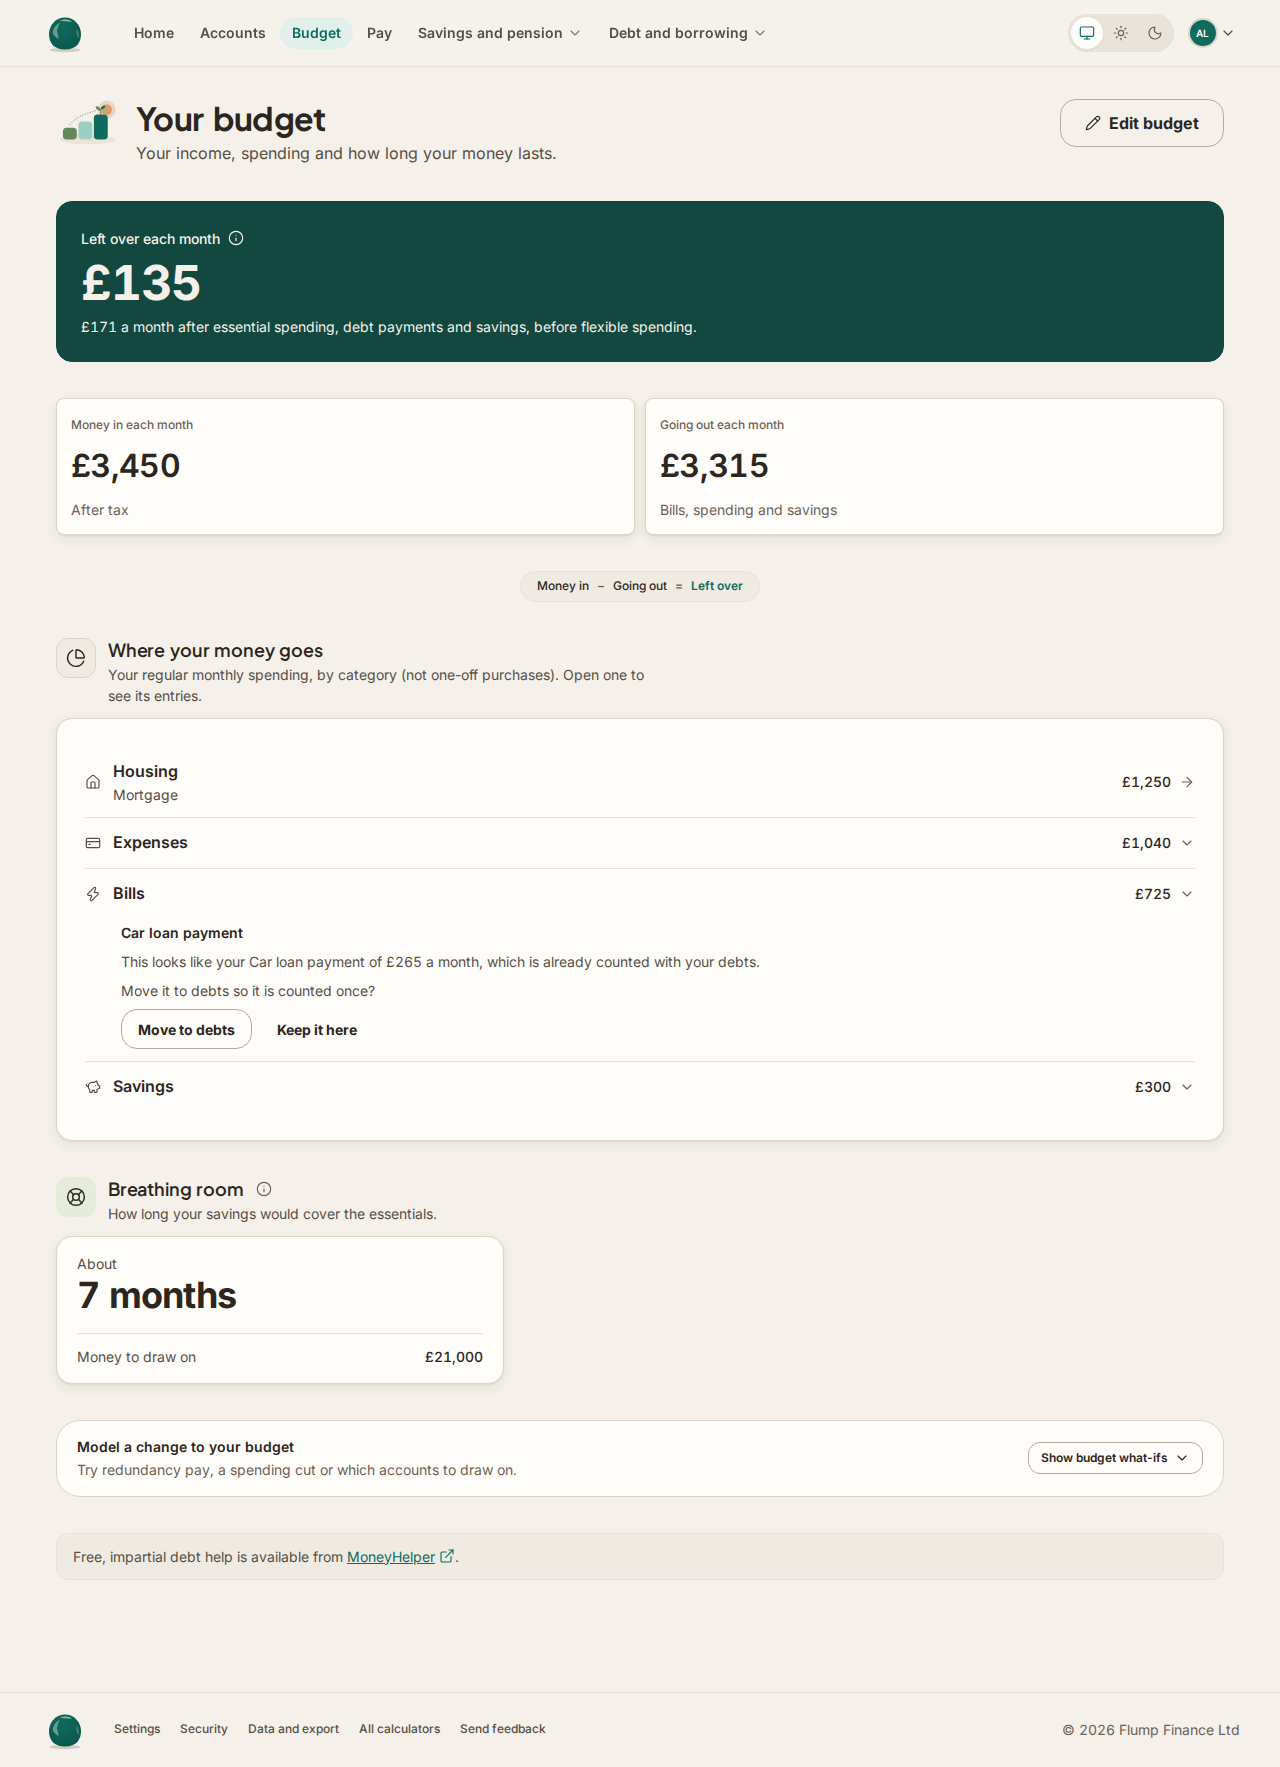 Home
Accounts
Budget
Pay
Savings and pension
Debt and borrowing
AL
Your budget
Your income, spending and how long your money lasts.
Edit budget
Left over each month
£135
£171 a month after essential spending, debt payments and savings, before flexible spending.
Money in each month
£3,450
After tax
Going out each month
£3,315
Bills, spending and savings
Money in − Going out = Left over
Where your money goes
Your regular monthly spending, by category (not one-off purchases). Open one to
see its entries.
Housing
Mortgage
£1,250
Expenses
£1,040
Bills
£725
Car loan payment
This looks like your Car loan payment of £265 a month, which is already counted with your debts.
Move it to debts so it is counted once?
Move to debts
Keep it here
Savings
£300
Breathing room
How long your savings would cover the essentials.
About
7 months
Money to draw on
£21,000
Model a change to your budget
Try redundancy pay, a spending cut or which accounts to draw on.
Show budget what-ifs
Free, impartial debt help is available from MoneyHelper.
Settings
Security
Data and export
All calculators
Send feedback
© 2026 Flump Finance Ltd